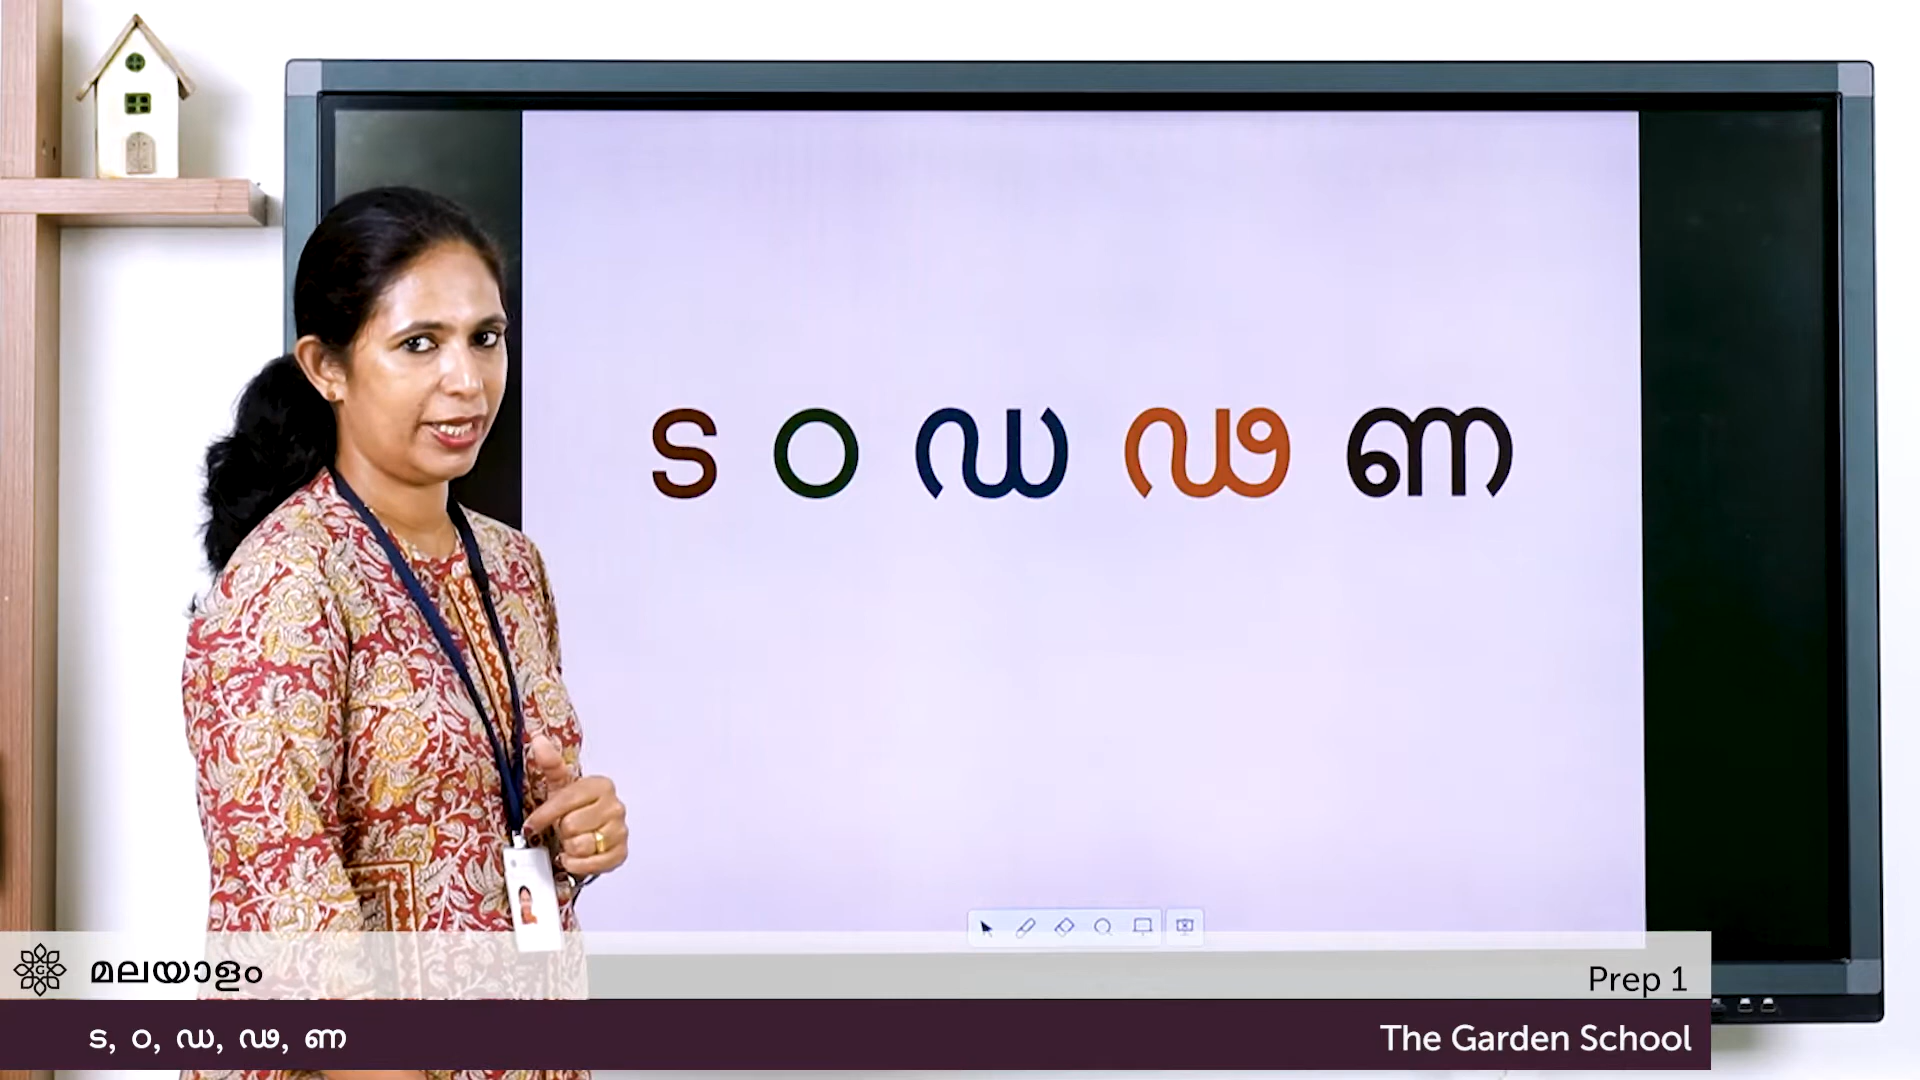 ട ഠ ഡ ഢ ണ
മലയാളം
Prep 1
ട, ഠ, ഡ, ഢ, ണ
The Garden School